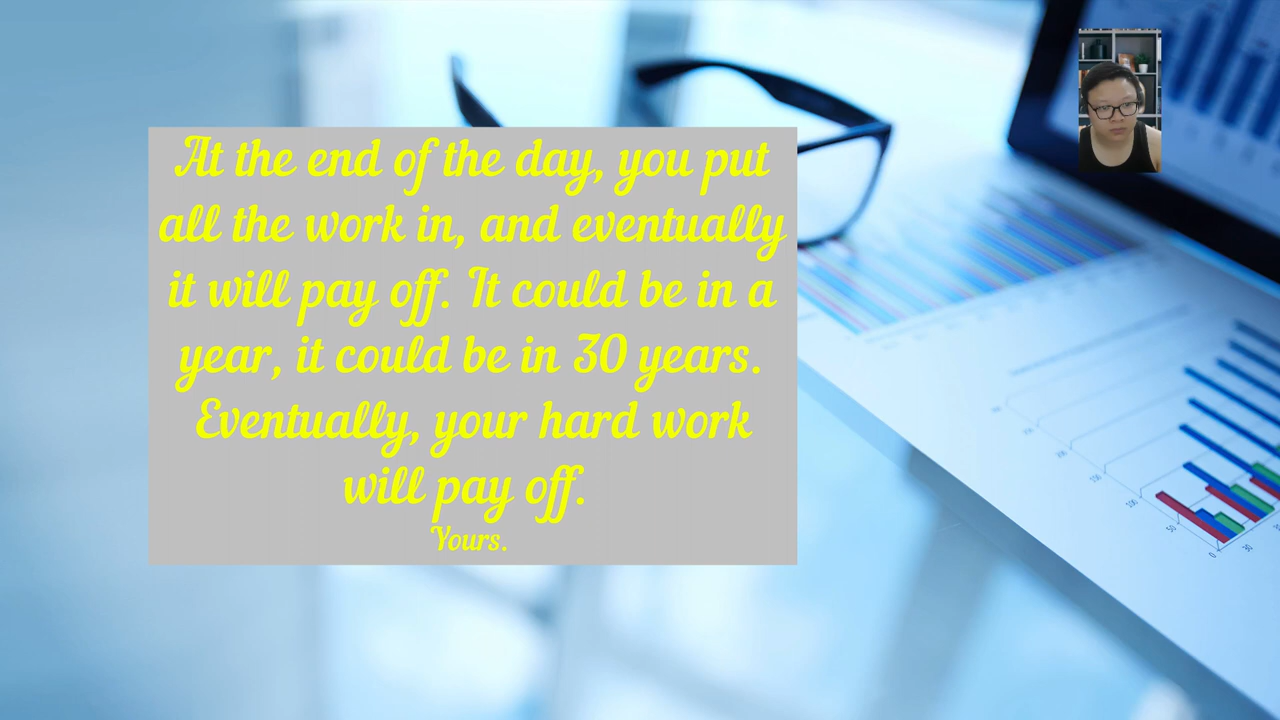 At the end of the day, you put
all the work in, and eventually
it will pay off. It could be in a
year, it could be in 30 years.
Eventually, your hard work
will pay off.
Yours.